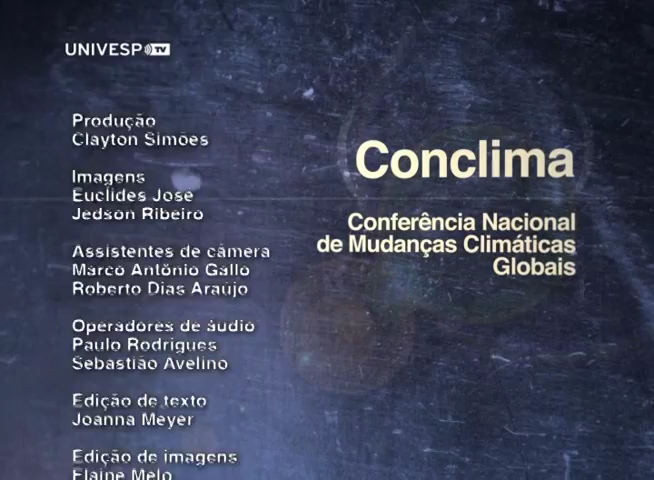 UNIVESP TV
Produção
Clayton Simões
Imagens
Euclides José
Jedson Ribeiro
Assistentes de câmera
Marco Antônio Gallo
Roberto Dias Araújo
Operadores de áudio
Paulo Rodrigues
Sebastião Avelino
Edição de texto
Joanna Meyer
Edição de imagens
Elaine Melo
Conclima
Conferência Nacional
de Mudanças Climáticas
Globais